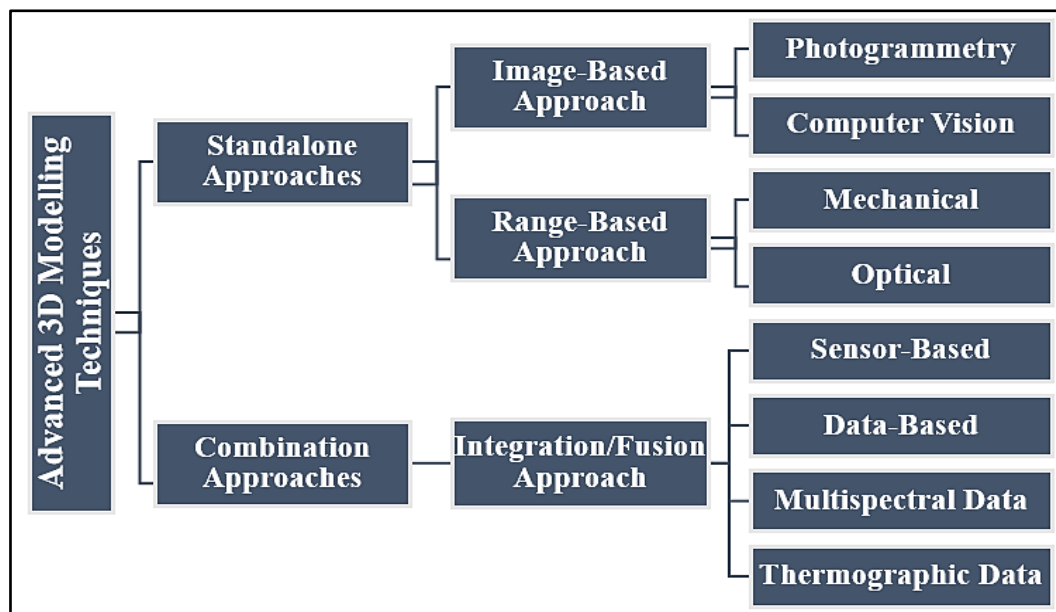 Advanced 3D Modelling
Techniques
Standalone
Approaches
Image-Based
Approach
Photogrammetry
Computer Vision
Range-Based
Approach
Mechanical
Optical
Combination
Approaches
Integration/Fusion
Approach
Sensor-Based
Data-Based
Multispectral Data
Thermographic Data